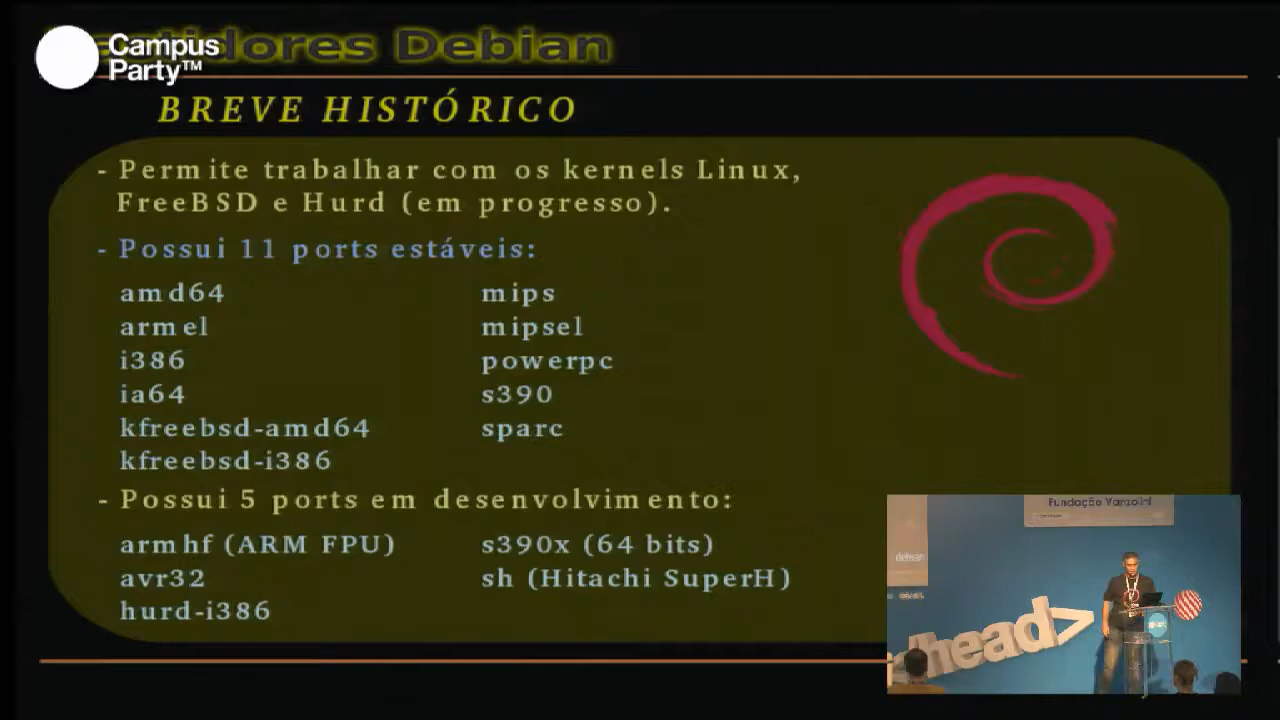 Campus
Party™
idores Debian
BREVE HISTÓRICO
- Permite trabalhar com os kernels Linux,
FreeBSD e Hurd (em progresso).
- Possui 11 ports estáveis:
amd64
armel
i386
ia64
kfreebsd-amd64
kfreebsd-i386
mips
mipsel
powerpc
s390
sparc
- Possui 5 ports em desenvolvimento:
armhf (ARM FPU)
avr32
hurd-i386
s390x (64 bits)
sh (Hitachi SuperH)
Fundação Vanzolini
debian
head>